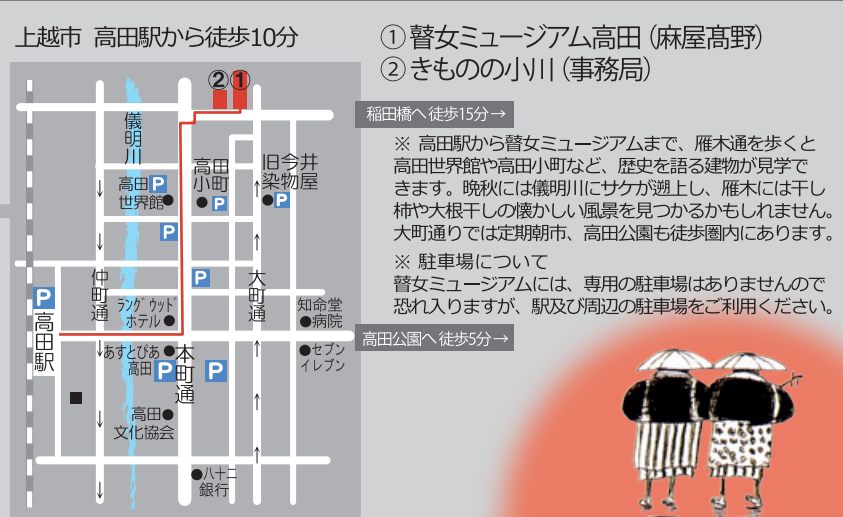 上越市 高田駅から徒歩10分
① 瞽女ミュージアム高田（麻屋髙野）
② きものの小川（事務局）
② ①
稲田橋へ 徒歩15分→
※ 高田駅から瞽女ミュージアムまで、雁木通を歩くと
高田世界館や高田小町など、歴史を語る建物が見学で
きます。晩秋には儀明川にサケが遡上し、雁木には干し
柿や大根干しの懐かしい風景を見つかるかもしれません。
大町通りでは定期朝市、高田公園も徒歩圏内にあります。
※ 駐車場について
瞽女ミュージアムには、専用の駐車場はありませんので
恐れ入りますが、駅及び周辺の駐車場をご利用ください。
高田公園へ 徒歩5分→
儀明川
高田
世界館
P
高田
小町
P
旧今井
染物屋
P
P
P
仲町通
大町通
P
高田駅
ラングウッド
ホテル
知命堂
病院
あすとぴあ
高田
P
本町通
P
セブン
イレブン
高田
文化協会
八十二
銀行